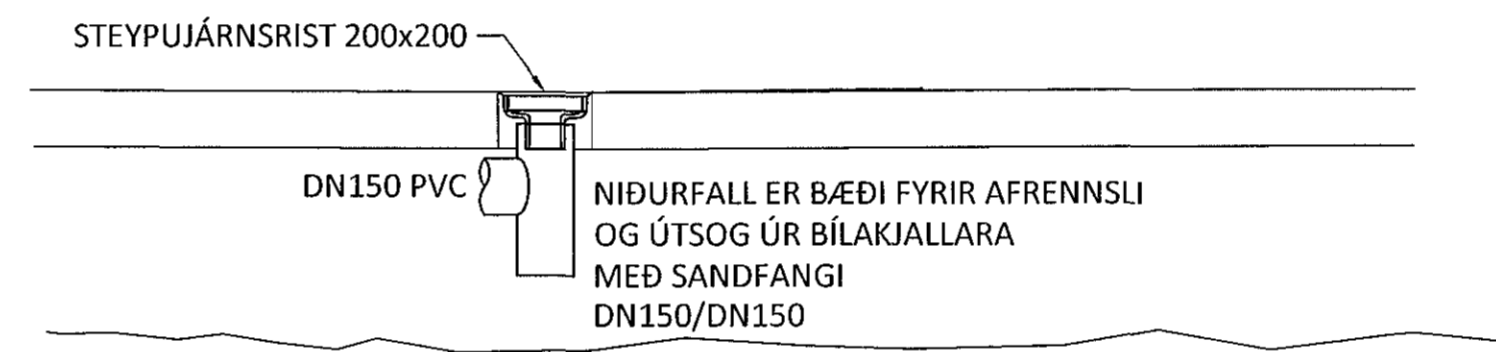 STEYPUJÁRNSRIST 200x200
DN150 PVC
NIÐURFALL ER BÆÐI FYRIR AFRENNSLI
OG ÚTSOG ÚR BÍLAKJALLARA
MEÐ SANDFANGI
DN150/DN150